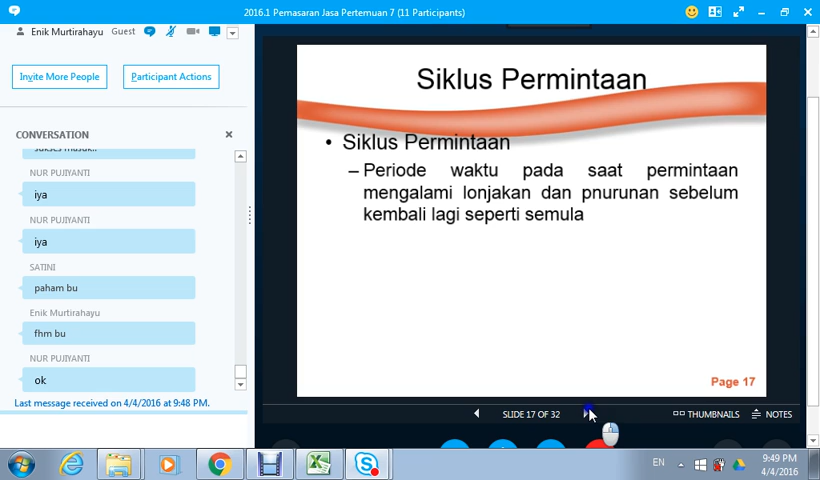 2016.1 Pemasaran Jasa Pertemuan 7 (11 Participants)
Enik Murtirahayu Guest
Invite More People
Participant Actions
CONVERSATION
sukses masuk..
NUR PUJIYANTI
iya
NUR PUJIYANTI
iya
SATINI
paham bu
Enik Murtirahayu
fhm bu
NUR PUJIYANTI
ok
Last message received on 4/4/2016 at 9:48 PM.
Siklus Permintaan
• Siklus Permintaan
– Periode waktu pada saat permintaan
mengalami lonjakan dan pnurunan sebelum
kembali lagi seperti semula
Page 17
SLIDE 17 OF 32
THUMBNAILS
NOTES
EN
9:49 PM
4/4/2016